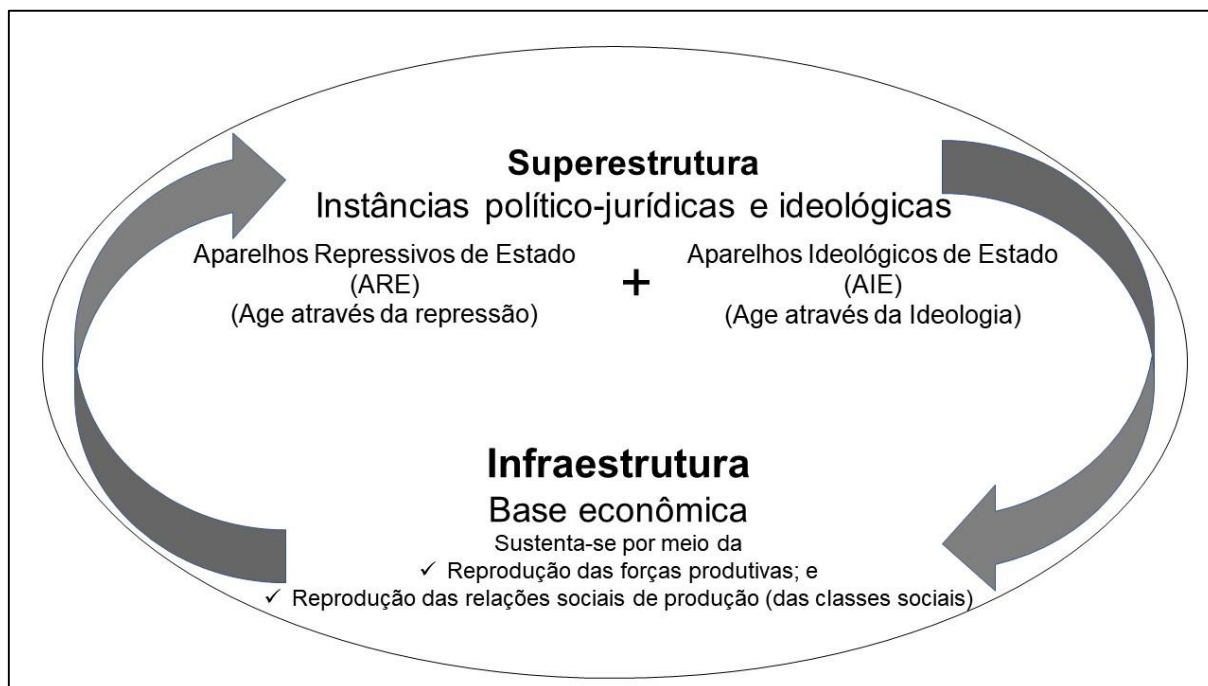 Superestrutura
Instâncias político-jurídicas e ideológicas
Aparelhos Repressivos de Estado
(ARE)
(Age através da repressão)
+
Aparelhos Ideológicos de Estado
(AIE)
(Age através da Ideologia)
Infraestrutura
Base econômica
Sustenta-se por meio da
✓ Reprodução das forças produtivas; e
✓ Reprodução das relações sociais de produção (das classes sociais)